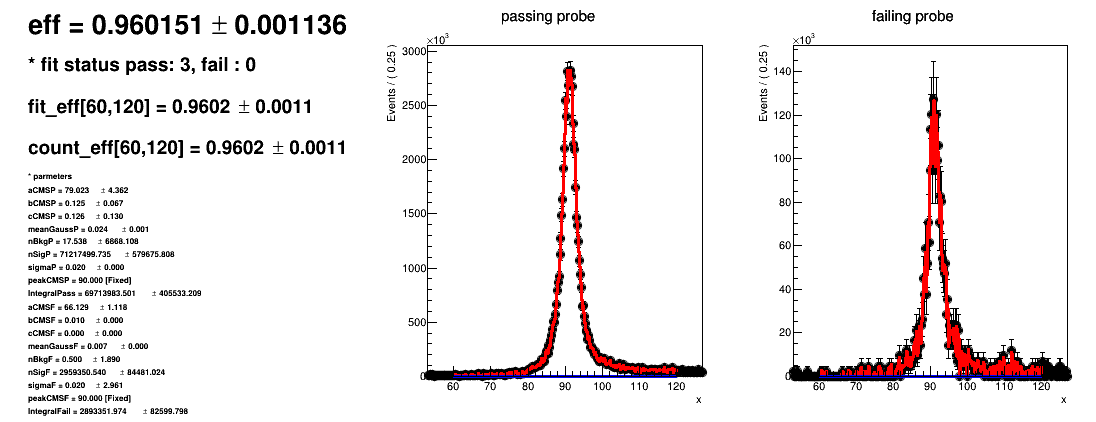 eff = 0.960151 ± 0.001136
* fit status pass: 3, fail : 0
fit_eff[60,120] = 0.9602 ± 0.0011
count_eff[60,120] = 0.9602 ± 0.0011
* parmeters
aCMSP = 79.023 ± 4.362
bCMSP = 0.125 ± 0.067
cCMSP = 0.126 ± 0.130
meanGaussP = 0.024 ± 0.001
nBkgP = 17.538 ± 6868.108
nSigP = 71217499.735 ± 579675.808
sigmaP = 0.020 ± 0.000
peakCMSP = 90.000 [Fixed]
IntegralPass = 69713983.501 ± 405533.209
aCMSF = 66.129 ± 1.118
bCMSF = 0.010 ± 0.000
cCMSF = 0.000 ± 0.000
meanGaussF = 0.007 ± 0.000
nBkgF = 0.500 ± 1.890
nSigF = 2959350.540 ± 84481.024
sigmaF = 0.020 ± 2.961
peakCMSF = 90.000 [Fixed]
IntegralFail = 2893351.974 ± 82599.798
passing probe
×10³
Events / ( 0.25 )
3000
2500
2000
1500
1000
500
0
60 70 80 90 100 110 120
x
failing probe
×10³
Events / ( 0.25 )
140
120
100
80
60
40
20
0
60 70 80 90 100 110 120
x